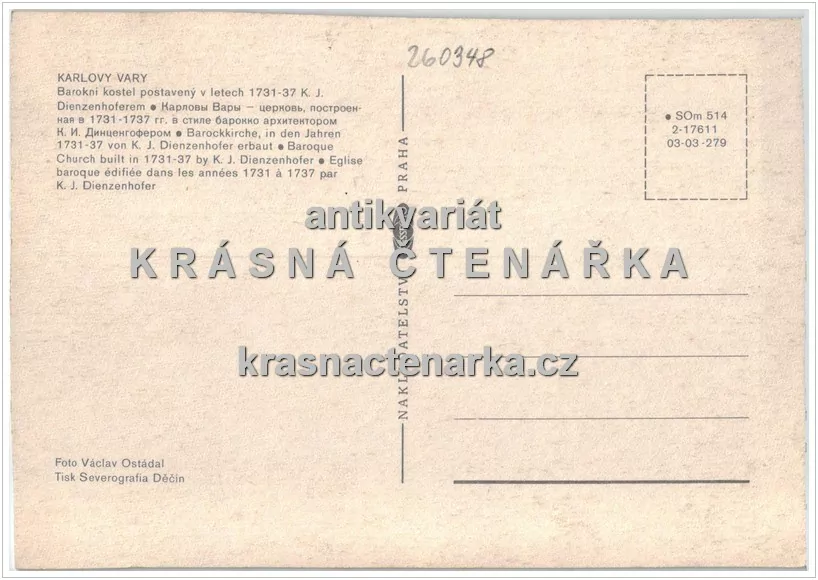 260348
KARLOVY VARY
Barokni kostel postavený v letech 1731-37 K. J.
Dienzenhoferem ● Карловы Вары – церковь, построен-
ная в 1731-1737 гг. в стиле барокко архитектором
К. И. Динценгофером ● Barockkirche, in den Jahren
1731-37 von K. J. Dienzenhofer erbaut ● Baroque
Church built in 1731-37 by K. J. Dienzenhofer ● Eglise
baroque édifiée dans les années 1731 à 1737 par
K. J. Dienzenhofer
● SOm 514
2-17611
03-03-279
PRAHA
antikvariát
KRÁSNÁ ČTENÁŘKA
krasnactenarka.cz
Foto Václav Ostádal
Tisk Severografia Děčín